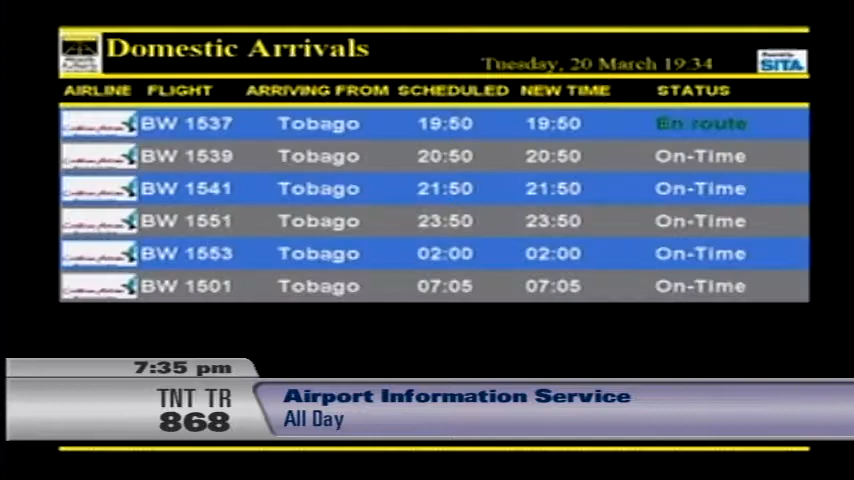 Domestic Arrivals
Tuesday, 20 March 19:34
SITA
AIRLINE FLIGHT ARRIVING FROM SCHEDULED NEW TIME STATUS
BW 1537 Tobago 19:50 19:50 En route
BW 1539 Tobago 20:50 20:50 On-Time
BW 1541 Tobago 21:50 21:50 On-Time
BW 1551 Tobago 23:50 23:50 On-Time
BW 1553 Tobago 02:00 02:00 On-Time
BW 1501 Tobago 07:05 07:05 On-Time
7:35 pm
TNT TR
868
Airport Information Service
All Day